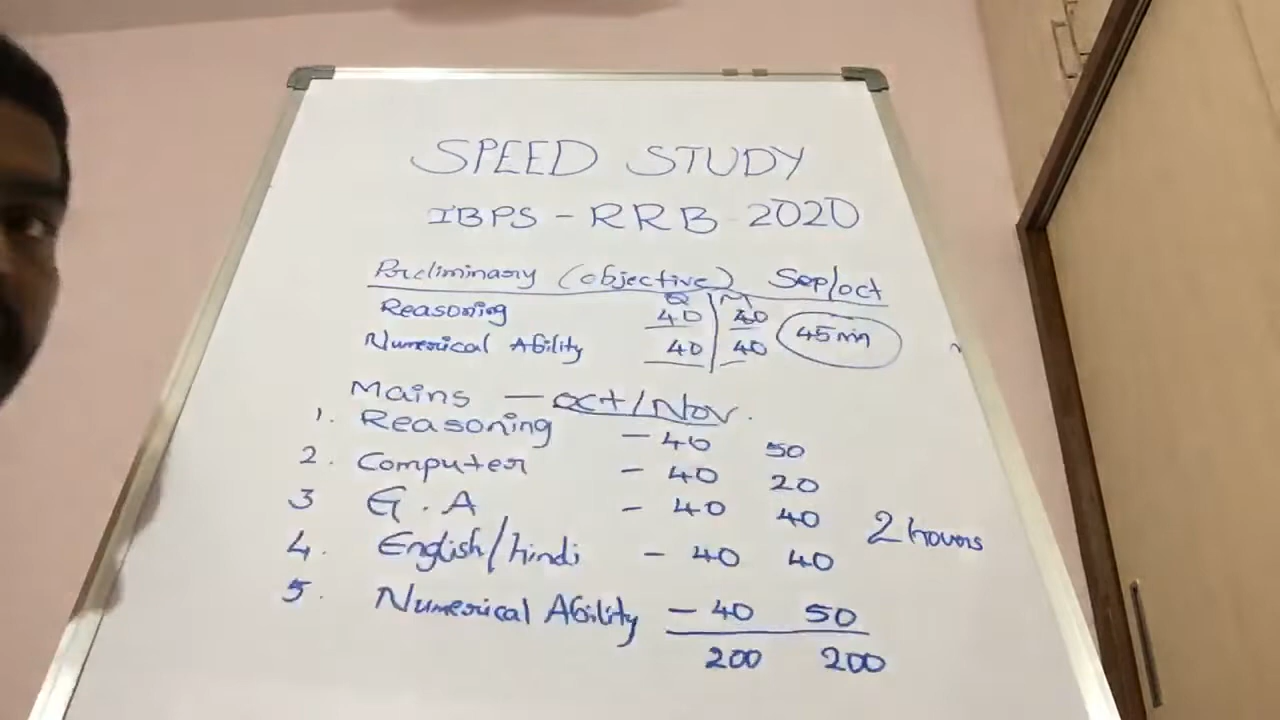 SPEED STUDY
IBPS - RRB 2020
Preliminary (objective) Sep/oct
Q M
Reasoning 40 40
45 min
Numerical Ability 40 40
Mains - oct/Nov.
1. Reasoning - 40 50
2. Computer - 40 20
3 G.A - 40 40
2 hours
4. English/hindi - 40 40
5. Numerical Ability - 40 50
200 200